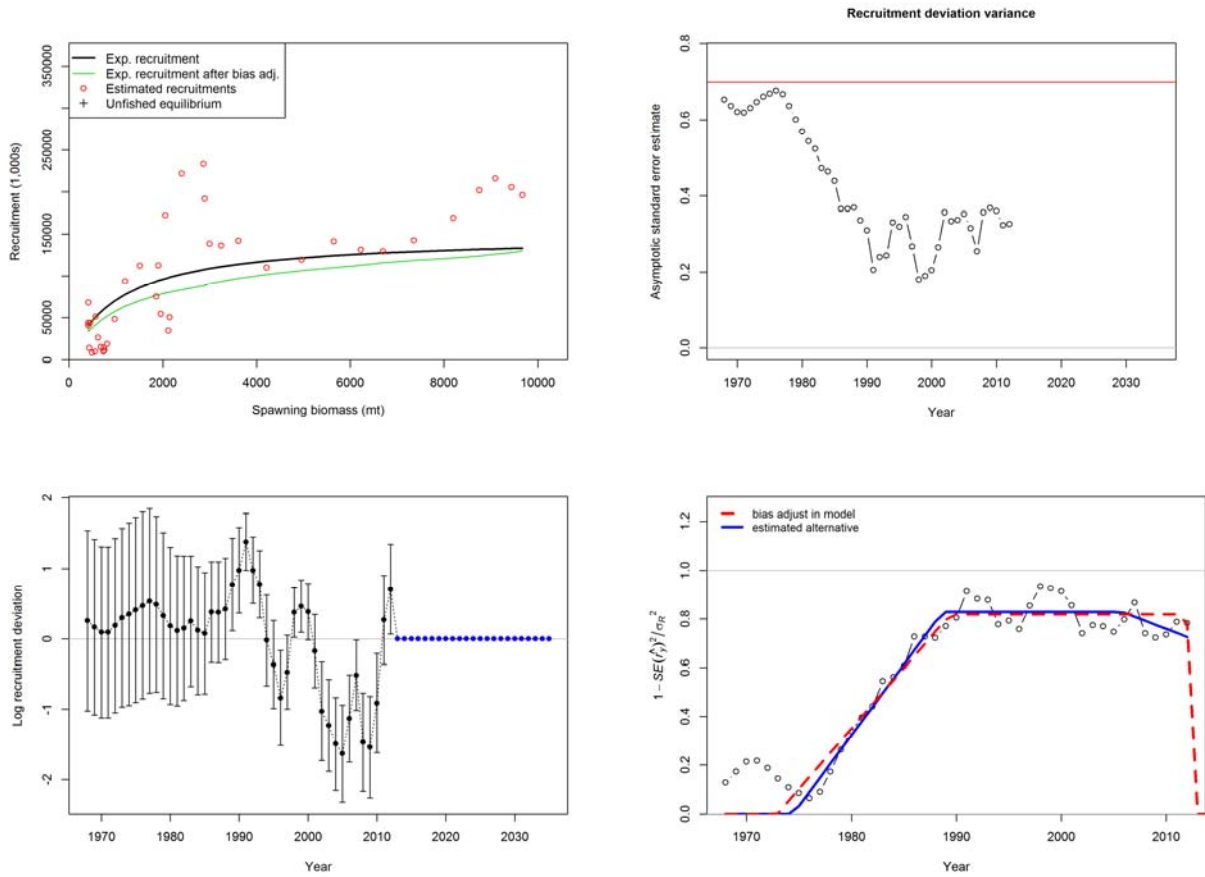 Recruitment deviation variance
Exp. recruitment
Exp. recruitment after bias adj.
Estimated recruitments
Unfished equilibrium
Recruitment (1,000s)
0 50000 100000 150000 250000 350000
0 2000 4000 6000 8000 10000
Spawning biomass (mt)
Asymptotic standard error estimate
0.0 0.2 0.4 0.6 0.8
1970 1980 1990 2000 2010 2020 2030
Year
Log recruitment deviation
-2 -1 0 1 2
1970 1980 1990 2000 2010 2020 2030
Year
bias adjust in model
estimated alternative
1 − SE(r̂y)² / σR²
0.0 0.2 0.4 0.6 0.8 1.0 1.2
1970 1980 1990 2000 2010
Year